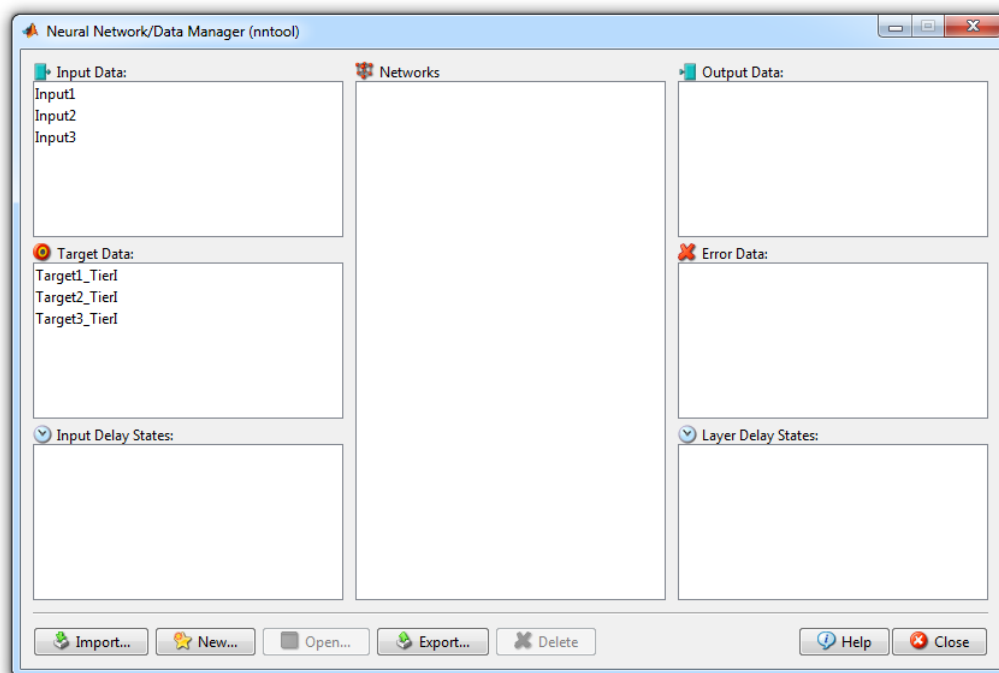 Neural Network/Data Manager (nntool)
Input Data:
Input1
Input2
Input3
Networks
Output Data:
Target Data:
Target1_TierI
Target2_TierI
Target3_TierI
Error Data:
Input Delay States:
Layer Delay States:
Import... New... Open... Export... Delete Help Close